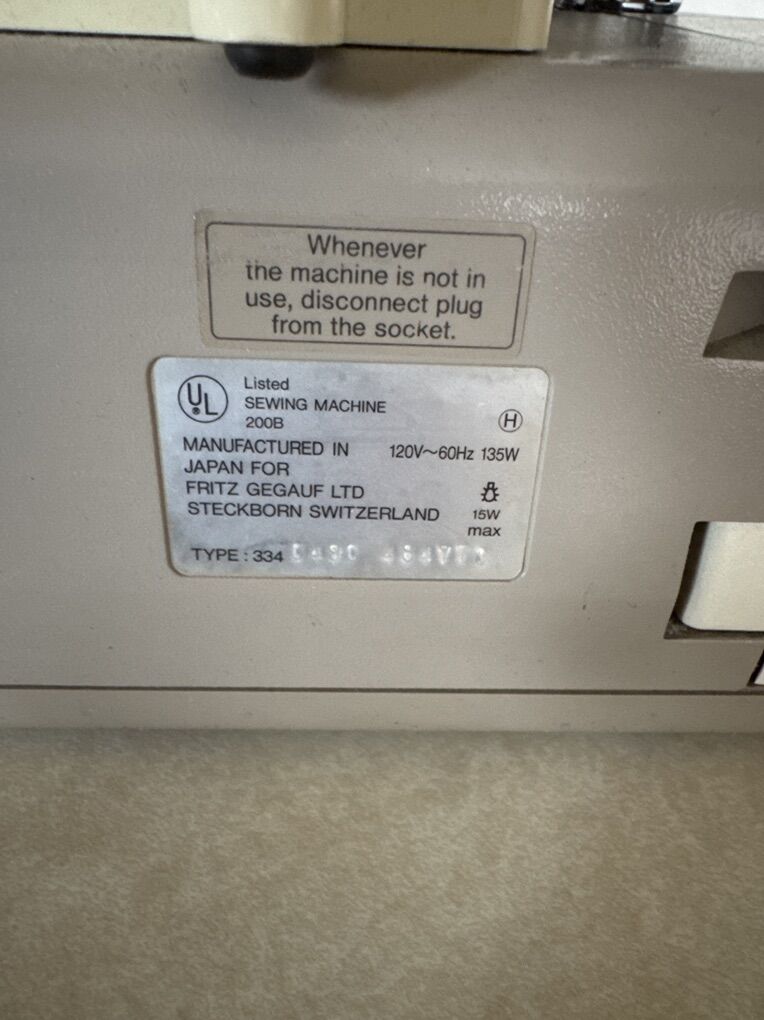 Whenever
the machine is not in
use, disconnect plug
from the socket.
UL
Listed
SEWING MACHINE
200B
H
MANUFACTURED IN
JAPAN FOR
120V~60Hz 135W
FRITZ GEGAUF LTD
STECKBORN SWITZERLAND
15W
max
TYPE : 334